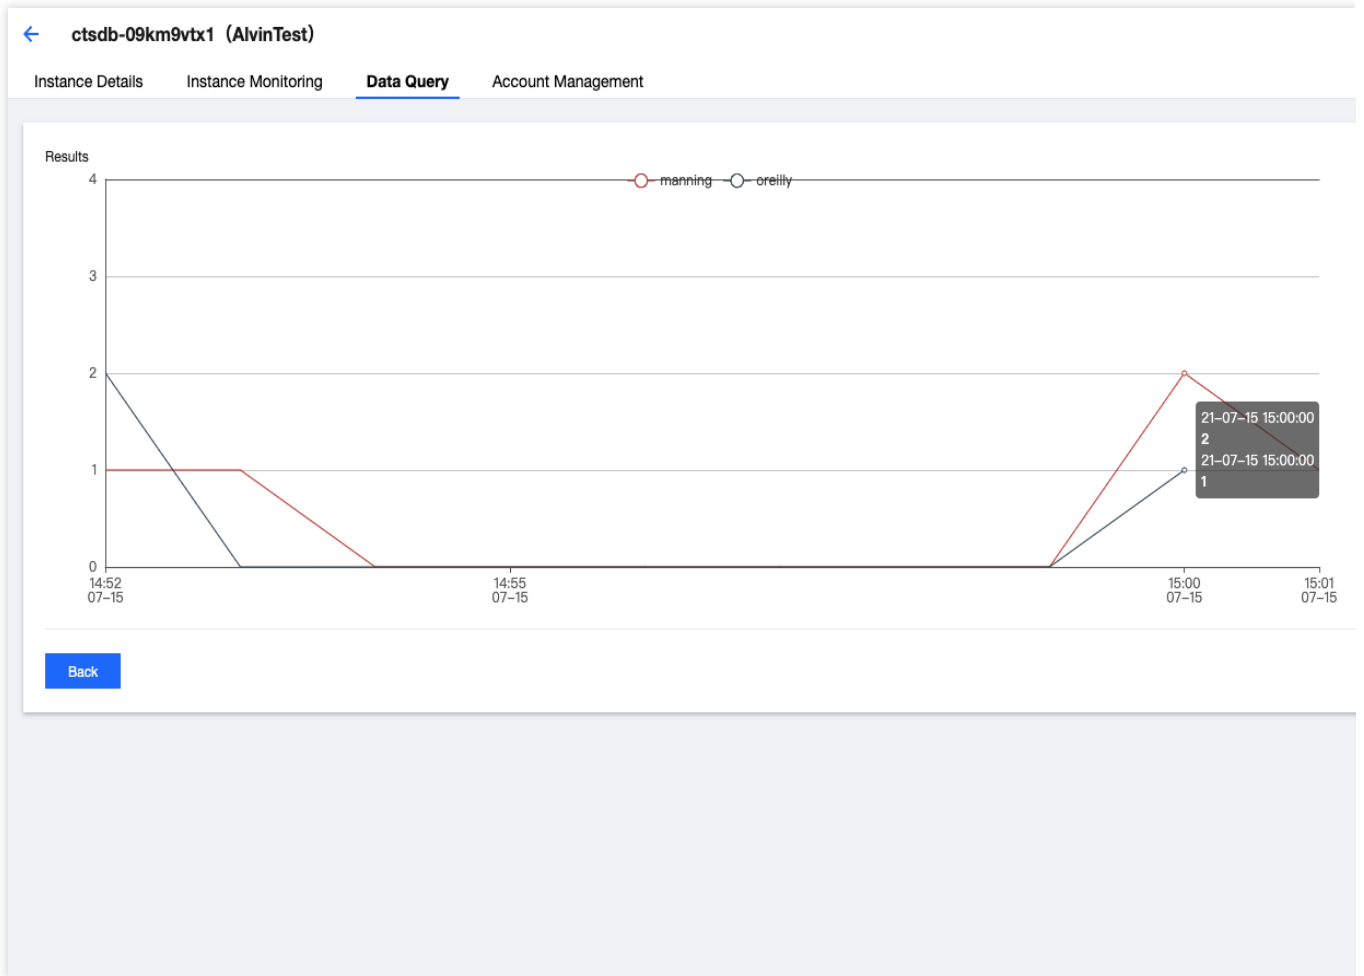 ctsdb-09km9vtx1（AlvinTest）
Instance Details Instance Monitoring Data Query Account Management
Results
manning oreilly
4
3
2
1
0
21–07–15 15:00:00
2
21–07–15 15:00:00
1
14:52 14:55 15:00 15:01
07–15 07–15 07–15 07–15
Back